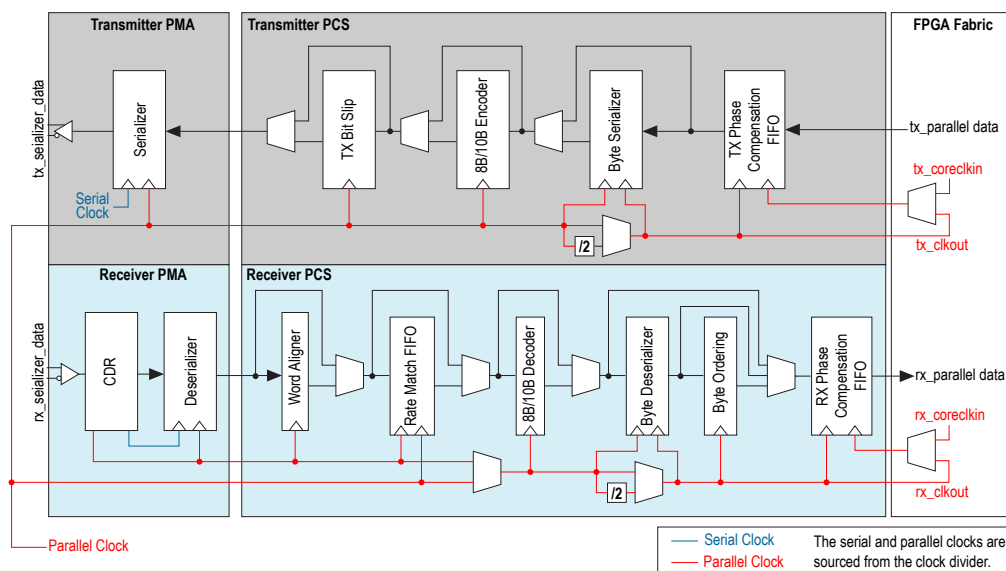 Transmitter PMA
Transmitter PCS
FPGA Fabric
tx_serializer_data
Serializer
TX Bit Slip
8B/10B Encoder
Byte Serializer
TX Phase
Compensation
FIFO
tx_parallel data
tx_coreclkin
Serial
Clock
/2
tx_clkout
Receiver PMA
Receiver PCS
rx_serializer_data
CDR
Deserializer
Word Aligner
Rate Match FIFO
8B/10B Decoder
Byte Deserializer
Byte Ordering
RX Phase
Compensation
FIFO
rx_parallel data
rx_coreclkin
/2
rx_clkout
Parallel Clock
Serial Clock
Parallel Clock
The serial and parallel clocks are
sourced from the clock divider.